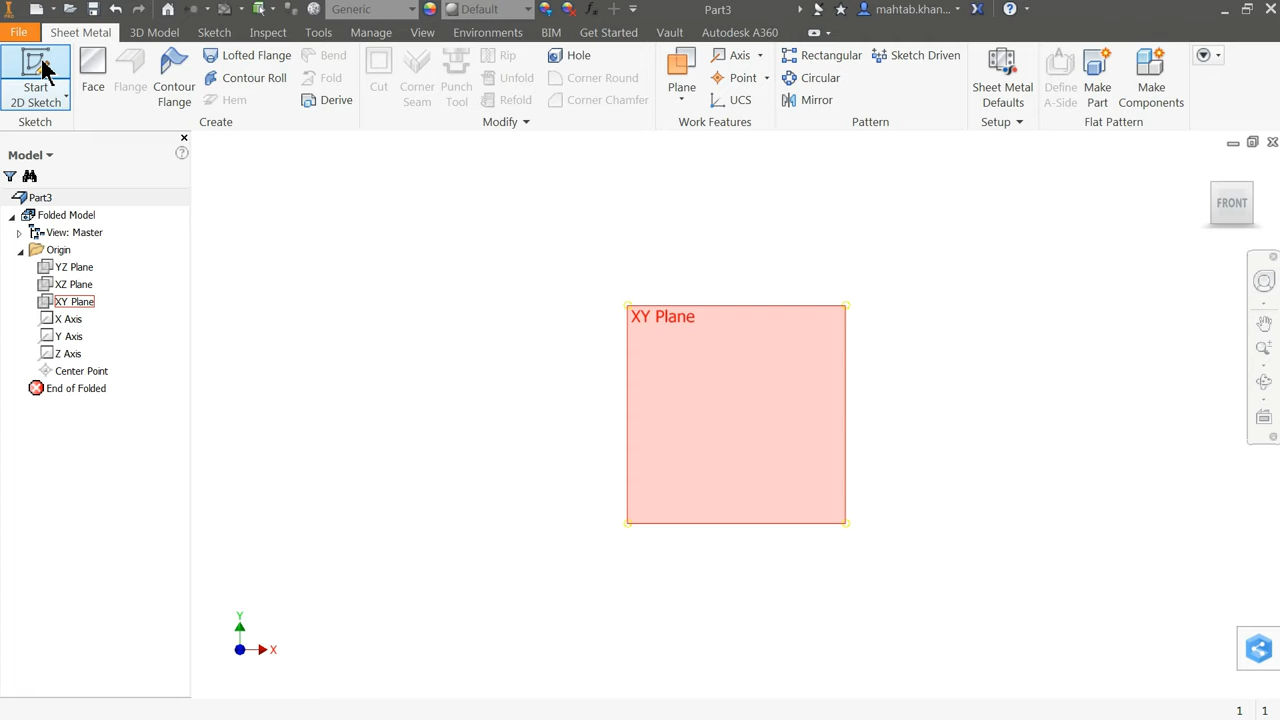 PRO
Generic
Default
Part3
mahtab.khan...
File
Sheet Metal
3D Model
Sketch
Inspect
Tools
Manage
View
Environments
BIM
Get Started
Vault
Autodesk A360
Start
2D Sketch
Face
Flange
Contour
Flange
Lofted Flange
Contour Roll
Hem
Bend
Fold
Derive
Cut
Corner
Seam
Punch
Tool
Rip
Unfold
Refold
Hole
Corner Round
Corner Chamfer
Plane
Axis
Point
UCS
Rectangular
Circular
Mirror
Sketch Driven
Sheet Metal
Defaults
Define
A-Side
Make
Part
Make
Components
Sketch
Create
Modify
Work Features
Pattern
Setup
Flat Pattern
Model
Part3
Folded Model
View: Master
Origin
YZ Plane
XZ Plane
XY Plane
X Axis
Y Axis
Z Axis
Center Point
End of Folded
FRONT
XY Plane
Y
X
1
1